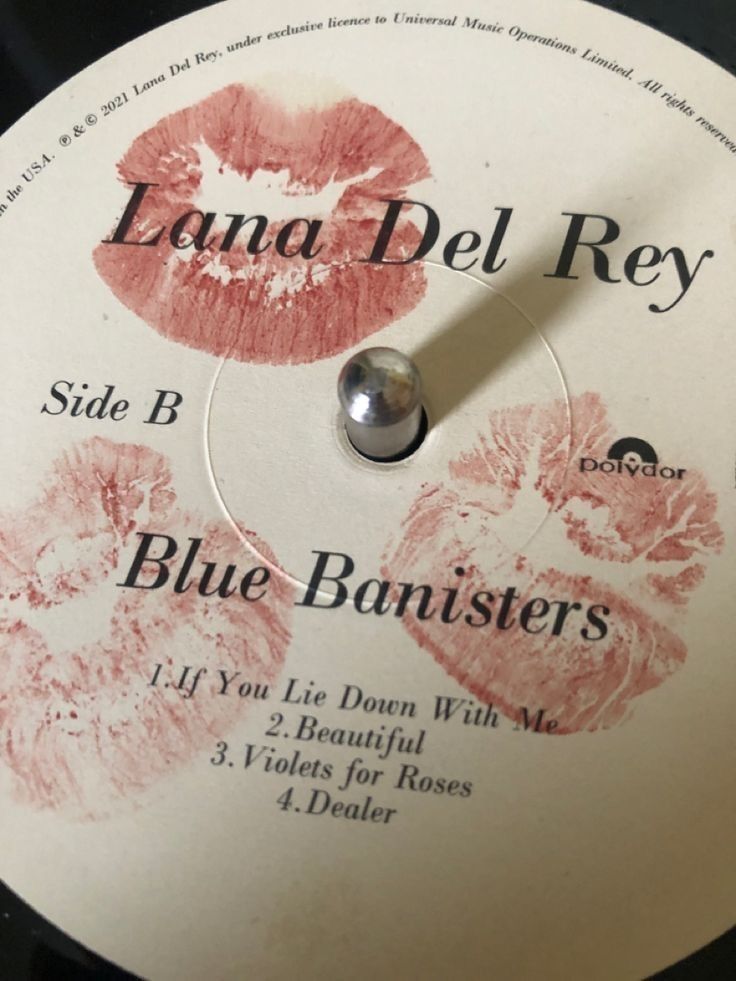 n the USA. ℗ & © 2021 Lana Del Rey, under exclusive licence to Universal Music Operations Limited. All rights reserved
Lana Del Rey
Side B
polydor
Blue Banisters
1.If You Lie Down With Me
2.Beautiful
3.Violets for Roses
4.Dealer